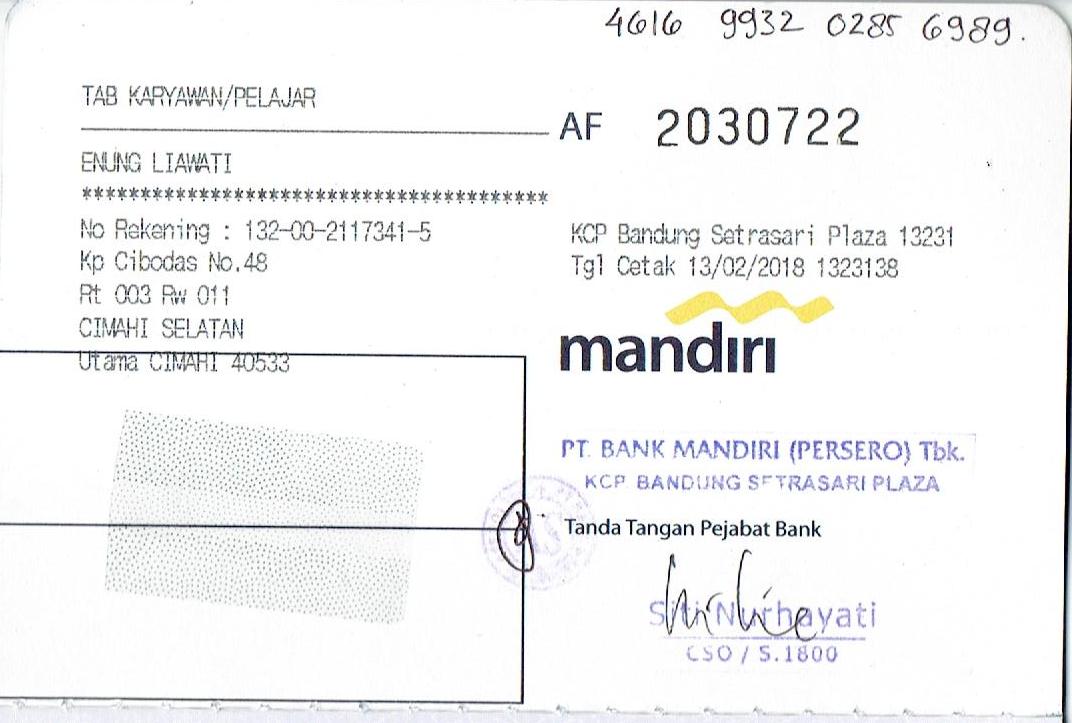 4616 9932 0285 6989.
TAB KARYAWAN/PELAJAR
AF 2030722
ENUNG LIAWATI
****************************************
No Rekening : 132-00-2117341-5
Kp Cibodas No.48
Rt 003 Rw 011
CIMAHI SELATAN
Utama CIMAHI 40533
KCP Bandung Setrasari Plaza 13231
Tgl Cetak 13/02/2018 1323138
mandiri
PT. BANK MANDIRI (PERSERO) Tbk.
KCP BANDUNG SETRASARI PLAZA
Tanda Tangan Pejabat Bank
Siti Nurhayati
CSO / S.1800